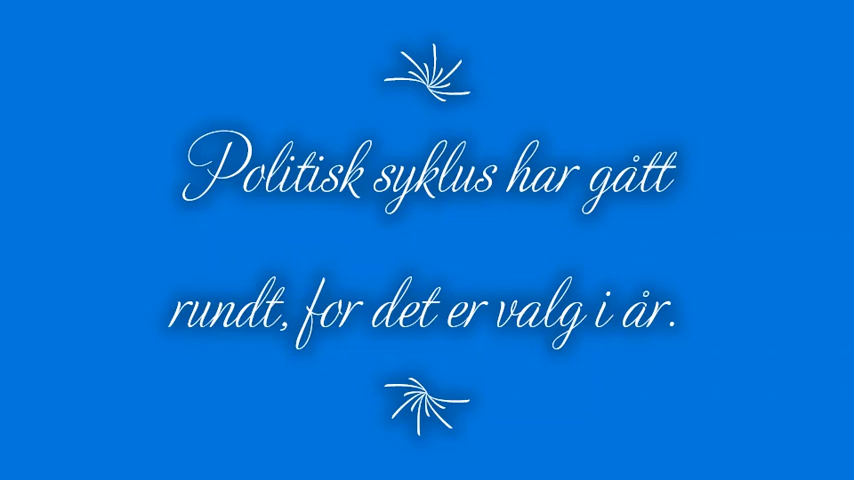 Politisk syklus har gått
rundt, for det er valg i år.